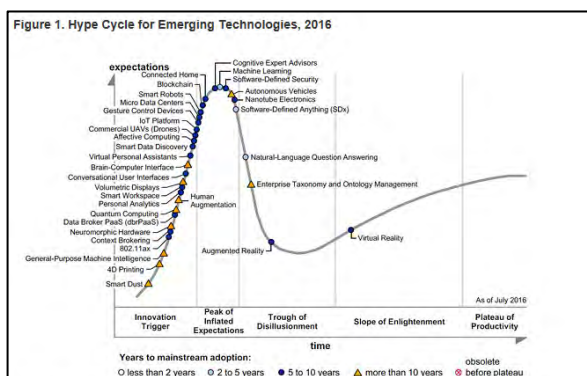 Figure 1. Hype Cycle for Emerging Technologies, 2016
expectations
Cognitive Expert Advisors
Machine Learning
Software-Defined Security
Connected Home
Blockchain
Smart Robots
Micro Data Centers
Gesture Control Devices
IoT Platform
Commercial UAVs (Drones)
Affective Computing
Smart Data Discovery
Virtual Personal Assistants
Brain-Computer Interface
Conversational User Interfaces
Volumetric Displays
Smart Workspace
Personal Analytics
Quantum Computing
Data Broker PaaS (dbrPaaS)
Neuromorphic Hardware
Context Brokering
802.11ax
General-Purpose Machine Intelligence
4D Printing
Smart Dust
Human
Augmentation
Autonomous Vehicles
Nanotube Electronics
Software-Defined Anything (SDx)
Natural-Language Question Answering
Enterprise Taxonomy and Ontology Management
Augmented Reality
Virtual Reality
As of July 2016
Innovation
Trigger
Peak of
Inflated
Expectations
Trough of
Disillusionment
Slope of Enlightenment
Plateau of
Productivity
time
Years to mainstream adoption:
less than 2 years
2 to 5 years
5 to 10 years
more than 10 years
obsolete
before plateau